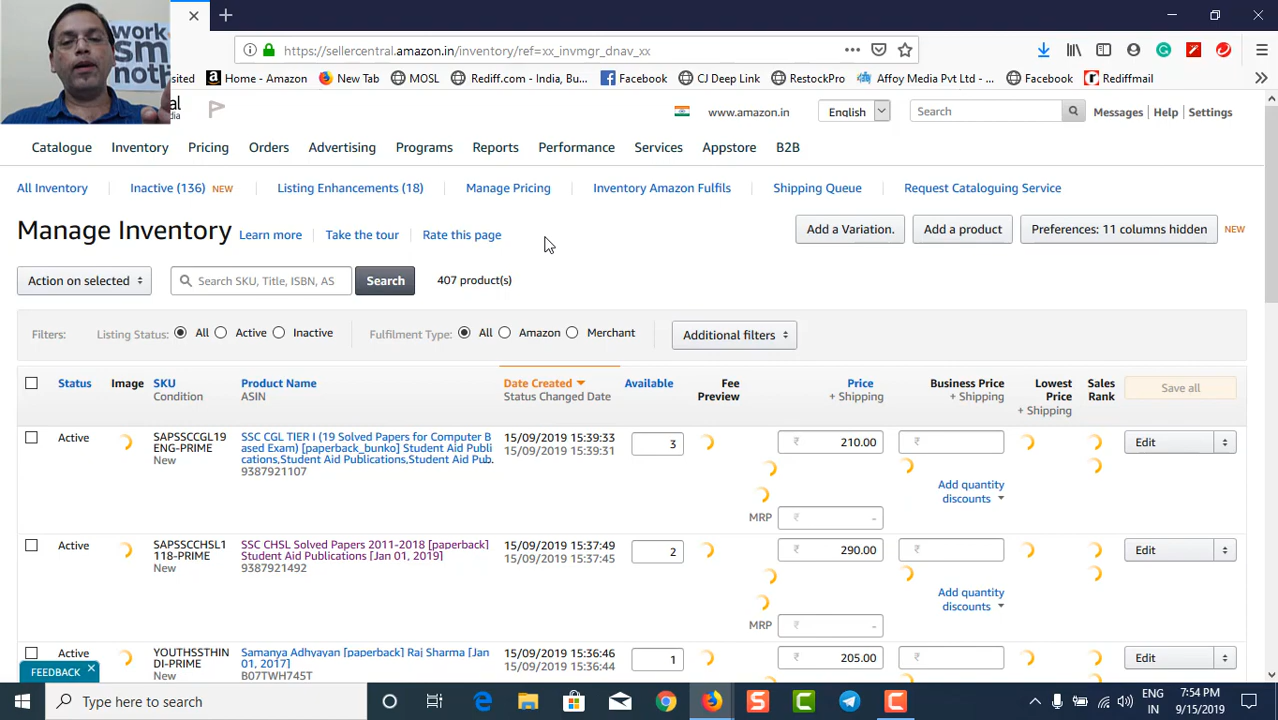 work
sm
noth
https://sellercentral.amazon.in/inventory/ref=xx_invmgr_dnav_xx
sited
Home - Amazon
New Tab
MOSL
Rediff.com - India, Bu...
Facebook
CJ Deep Link
RestockPro
Affoy Media Pvt Ltd - ...
Facebook
Rediffmail
al
dia
www.amazon.in
English
Search
Messages
Help
Settings
Catalogue
Inventory
Pricing
Orders
Advertising
Programs
Reports
Performance
Services
Appstore
B2B
All Inventory
Inactive (136) NEW
Listing Enhancements (18)
Manage Pricing
Inventory Amazon Fulfils
Shipping Queue
Request Cataloguing Service
Manage Inventory
Learn more
Take the tour
Rate this page
Add a Variation.
Add a product
Preferences: 11 columns hidden
NEW
Action on selected
Search SKU, Title, ISBN, AS
Search
407 product(s)
Filters:
Listing Status:
All
Active
Inactive
Fulfilment Type:
All
Amazon
Merchant
Additional filters
Status
Image
SKU
Condition
Product Name
ASIN
Date Created
Status Changed Date
Available
Fee
Preview
Price
+ Shipping
Business Price
+ Shipping
Lowest
Price
+ Shipping
Sales
Rank
Save all
Active
SAPSSCCGL19
ENG-PRIME
New
SSC CGL TIER I (19 Solved Papers for Computer B
ased Exam) [paperback_bunko] Student Aid Publi
cations,Student Aid Publications,Student Aid Pub..
9387921107
15/09/2019 15:39:33
15/09/2019 15:39:31
3
₹ 210.00
₹
Edit
Add quantity
discounts
MRP
₹ -
Active
SAPSSCCHSL1
118-PRIME
New
SSC CHSL Solved Papers 2011-2018 [paperback]
Student Aid Publications [Jan 01, 2019]
9387921492
15/09/2019 15:37:49
15/09/2019 15:37:45
2
₹ 290.00
₹
Edit
Add quantity
discounts
MRP
₹ -
Active
YOUTHSSTHIN
DI-PRIME
New
Samanya Adhyayan [paperback] Raj Sharma [Jan
01, 2017]
B07TWH745T
15/09/2019 15:36:46
15/09/2019 15:36:44
1
₹ 205.00
₹
Edit
FEEDBACK
Type here to search
ENG
IN
7:54 PM
9/15/2019